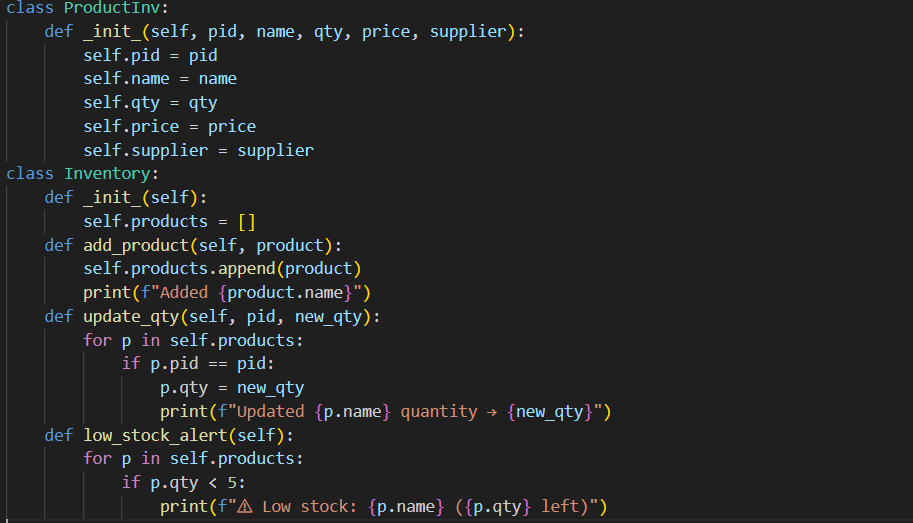 class ProductInv:
    def _init_(self, pid, name, qty, price, supplier):
        self.pid = pid
        self.name = name
        self.qty = qty
        self.price = price
        self.supplier = supplier
class Inventory:
    def _init_(self):
        self.products = []
    def add_product(self, product):
        self.products.append(product)
        print(f"Added {product.name}")
    def update_qty(self, pid, new_qty):
        for p in self.products:
            if p.pid == pid:
                p.qty = new_qty
                print(f"Updated {p.name} quantity → {new_qty}")
    def low_stock_alert(self):
        for p in self.products:
            if p.qty < 5:
                print(f"⚠ Low stock: {p.name} ({p.qty} left)")